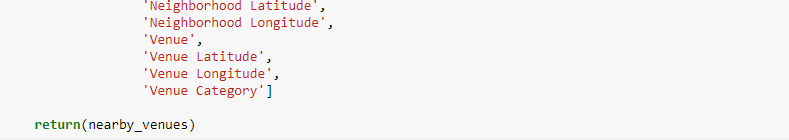 'Neighborhood Latitude',
'Neighborhood Longitude',
'Venue',
'Venue Latitude',
'Venue Longitude',
'Venue Category']
return(nearby_venues)